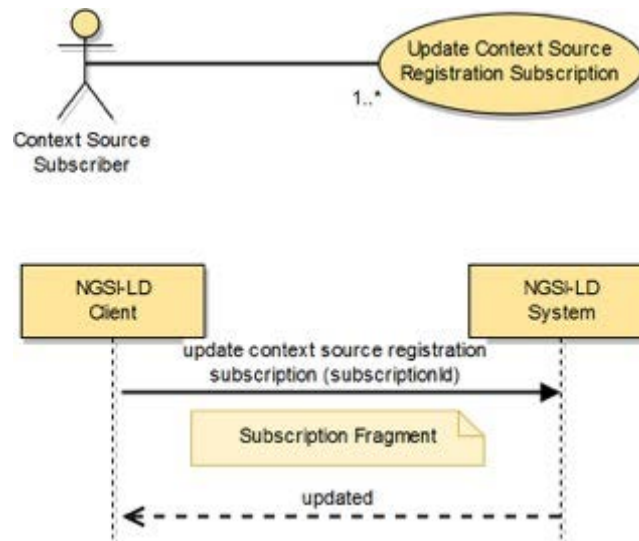 Update Context Source
Registration Subscription
1..*
Context Source
Subscriber
NGSI-LD
Client
NGSI-LD
System
update context source registration
subscription (subscriptionId)
Subscription Fragment
updated